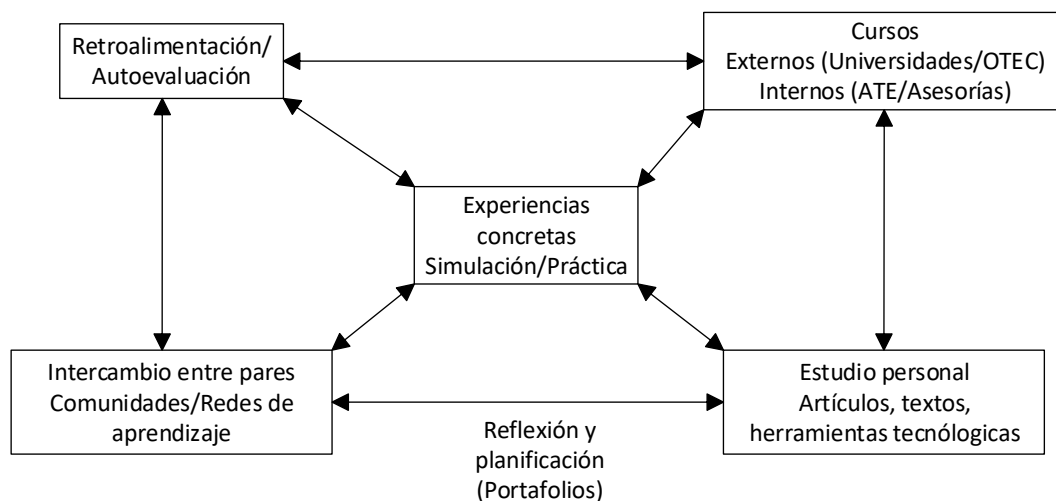 Retroalimentación/
Autoevaluación
Cursos
Externos (Universidades/OTEC)
Internos (ATE/Asesorías)
Experiencias
concretas
Simulación/Práctica
Intercambio entre pares
Comunidades/Redes de
aprendizaje
Estudio personal
Artículos, textos,
herramientas tecnólogicas
Reflexión y
planificación
(Portafolios)